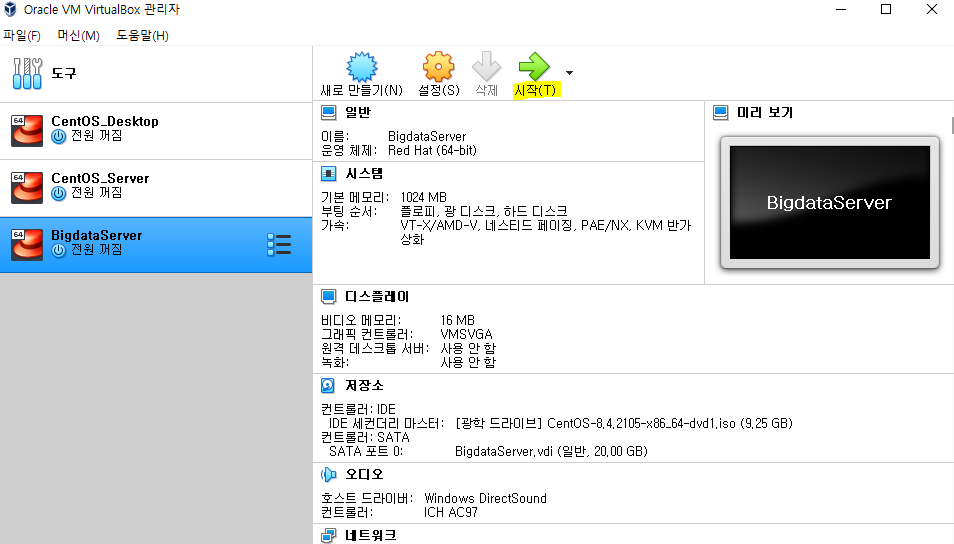 Oracle VM VirtualBox 관리자
파일(F) 머신(M) 도움말(H)
도구
새로 만들기(N) 설정(S) 삭제 시작(T)
64
CentOS_Desktop
전원 꺼짐
64
CentOS_Server
전원 꺼짐
64
BigdataServer
전원 꺼짐
일반
이름: BigdataServer
운영 체제: Red Hat (64-bit)
시스템
기본 메모리: 1024 MB
부팅 순서: 플로피, 광 디스크, 하드 디스크
가속: VT-X/AMD-V, 네스티드 페이징, PAE/NX, KVM 반가
상화
미리 보기
BigdataServer
디스플레이
비디오 메모리: 16 MB
그래픽 컨트롤러: VMSVGA
원격 데스크톱 서버: 사용 안 함
녹화: 사용 안 함
저장소
컨트롤러: IDE
IDE 세컨더리 마스터: [광학 드라이브] CentOS-8.4.2105-x86_64-dvd1.iso (9.25 GB)
컨트롤러: SATA
SATA 포트 0: BigdataServer.vdi (일반, 20.00 GB)
오디오
호스트 드라이버: Windows DirectSound
컨트롤러: ICH AC97
네트워크